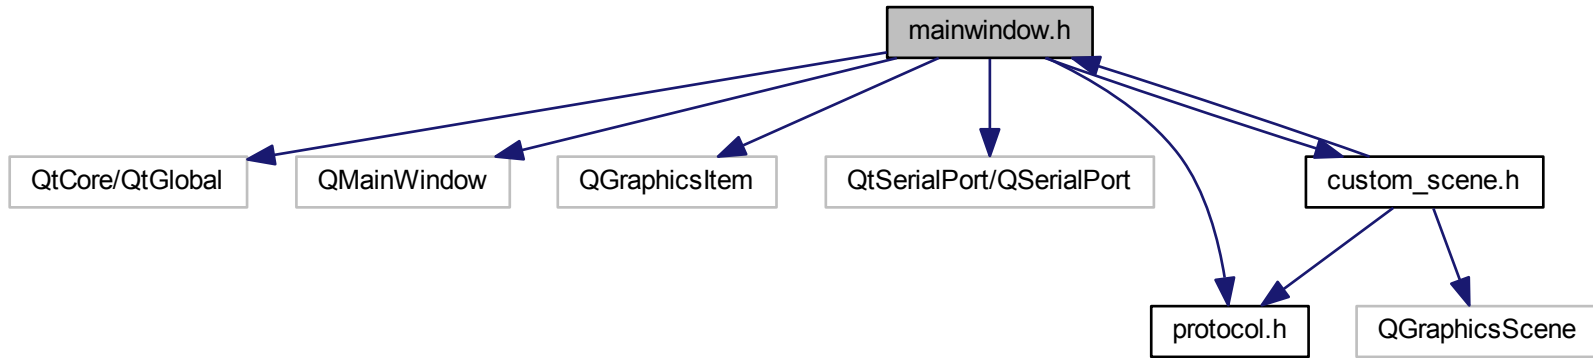 mainwindow.h
QtCore/QtGlobal
QMainWindow
QGraphicsItem
QtSerialPort/QSerialPort
custom_scene.h
protocol.h
QGraphicsScene